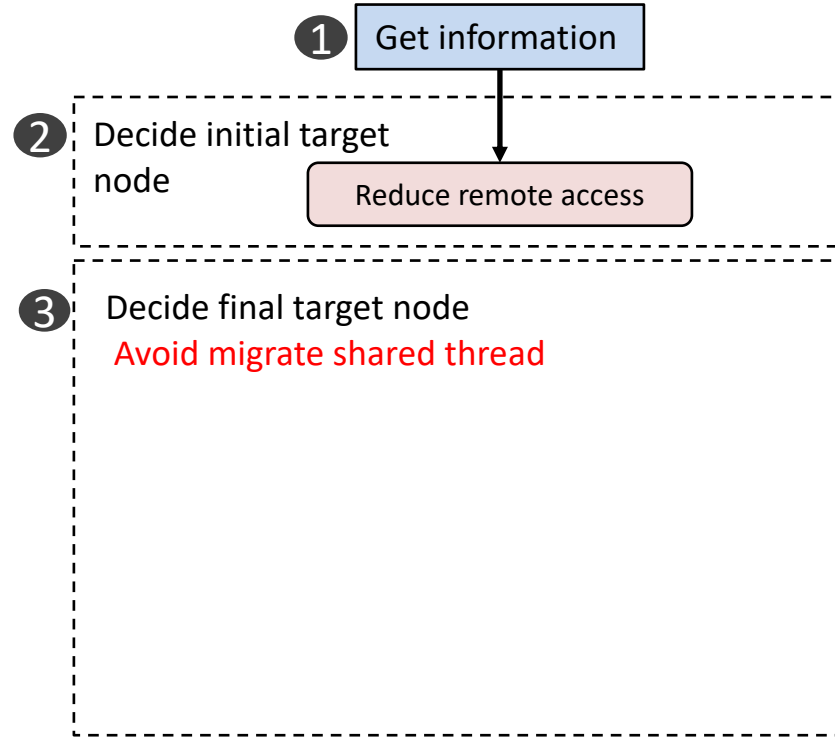 1 Get information
2 Decide initial target
node
Reduce remote access
3 Decide final target node
Avoid migrate shared thread